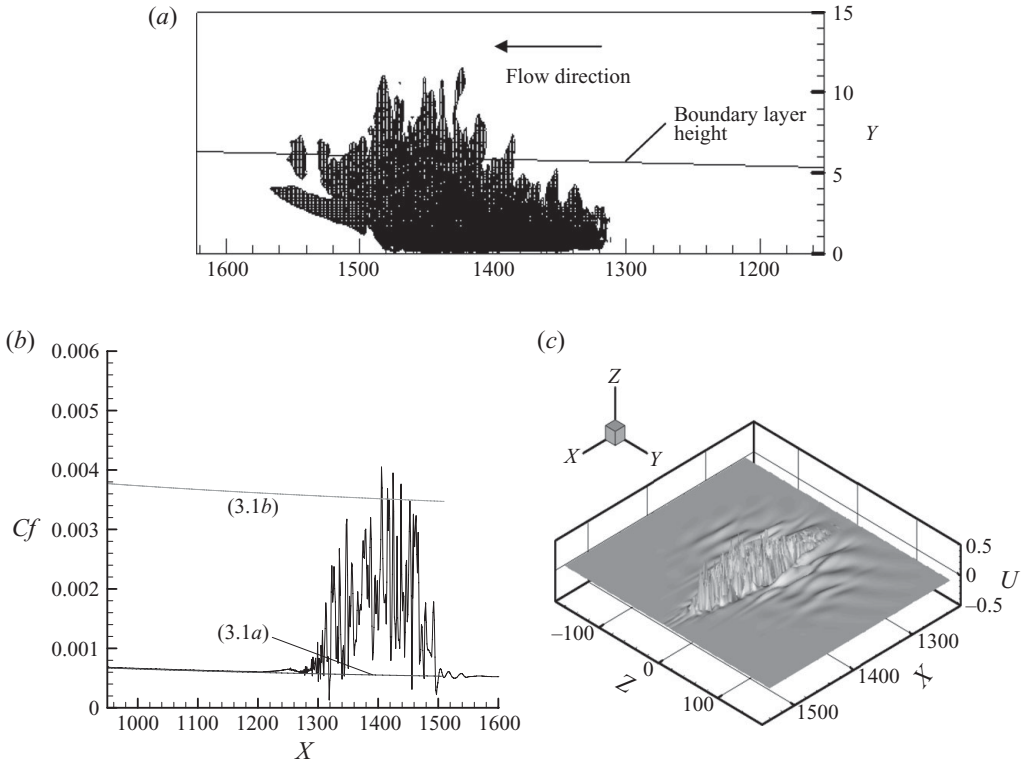 (a)
15
Flow direction
10
Boundary layer
height
Y
5
0
1600 1500 1400 1300 1200
(b)
(c)
0.006
0.005
0.004
0.003
0.002
0.001
0
Cf
(3.1b)
(3.1a)
1000 1100 1200 1300 1400 1500 1600
X
Z
X
Y
0.5
0
–0.5
U
–100
0
100
Z
1300
1400
1500
X